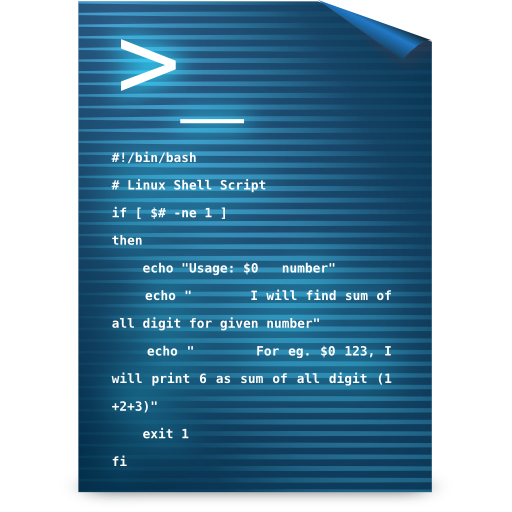 >_
#!/bin/bash
# Linux Shell Script
if [ $# -ne 1 ]
then
echo "Usage: $0 number"
echo " I will find sum of
all digit for given number"
echo " For eg. $0 123, I
will print 6 as sum of all digit (1
+2+3)"
exit 1
fi